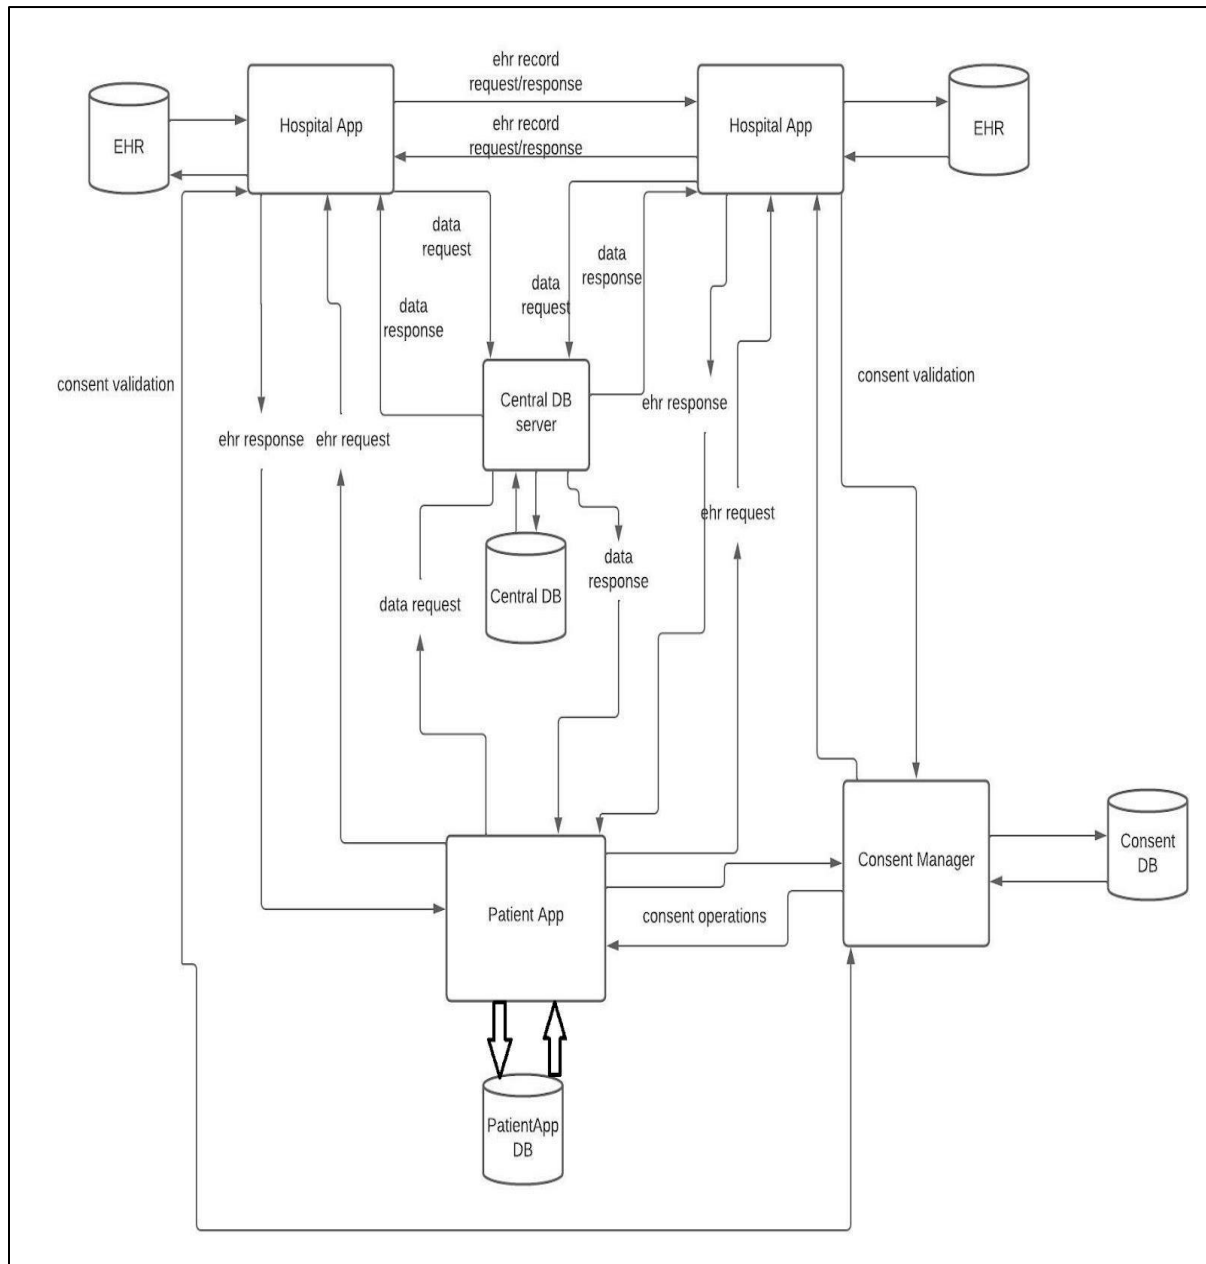 ehr record
request/response
EHR
Hospital App
ehr record
request/response
Hospital App
EHR
data
request
data
response
data
request
data
response
consent validation
Central DB
server
ehr response
consent validation
ehr response
ehr request
ehr request
data
response
Central DB
data request
Consent
DB
Consent Manager
Patient App
consent operations
PatientApp
DB